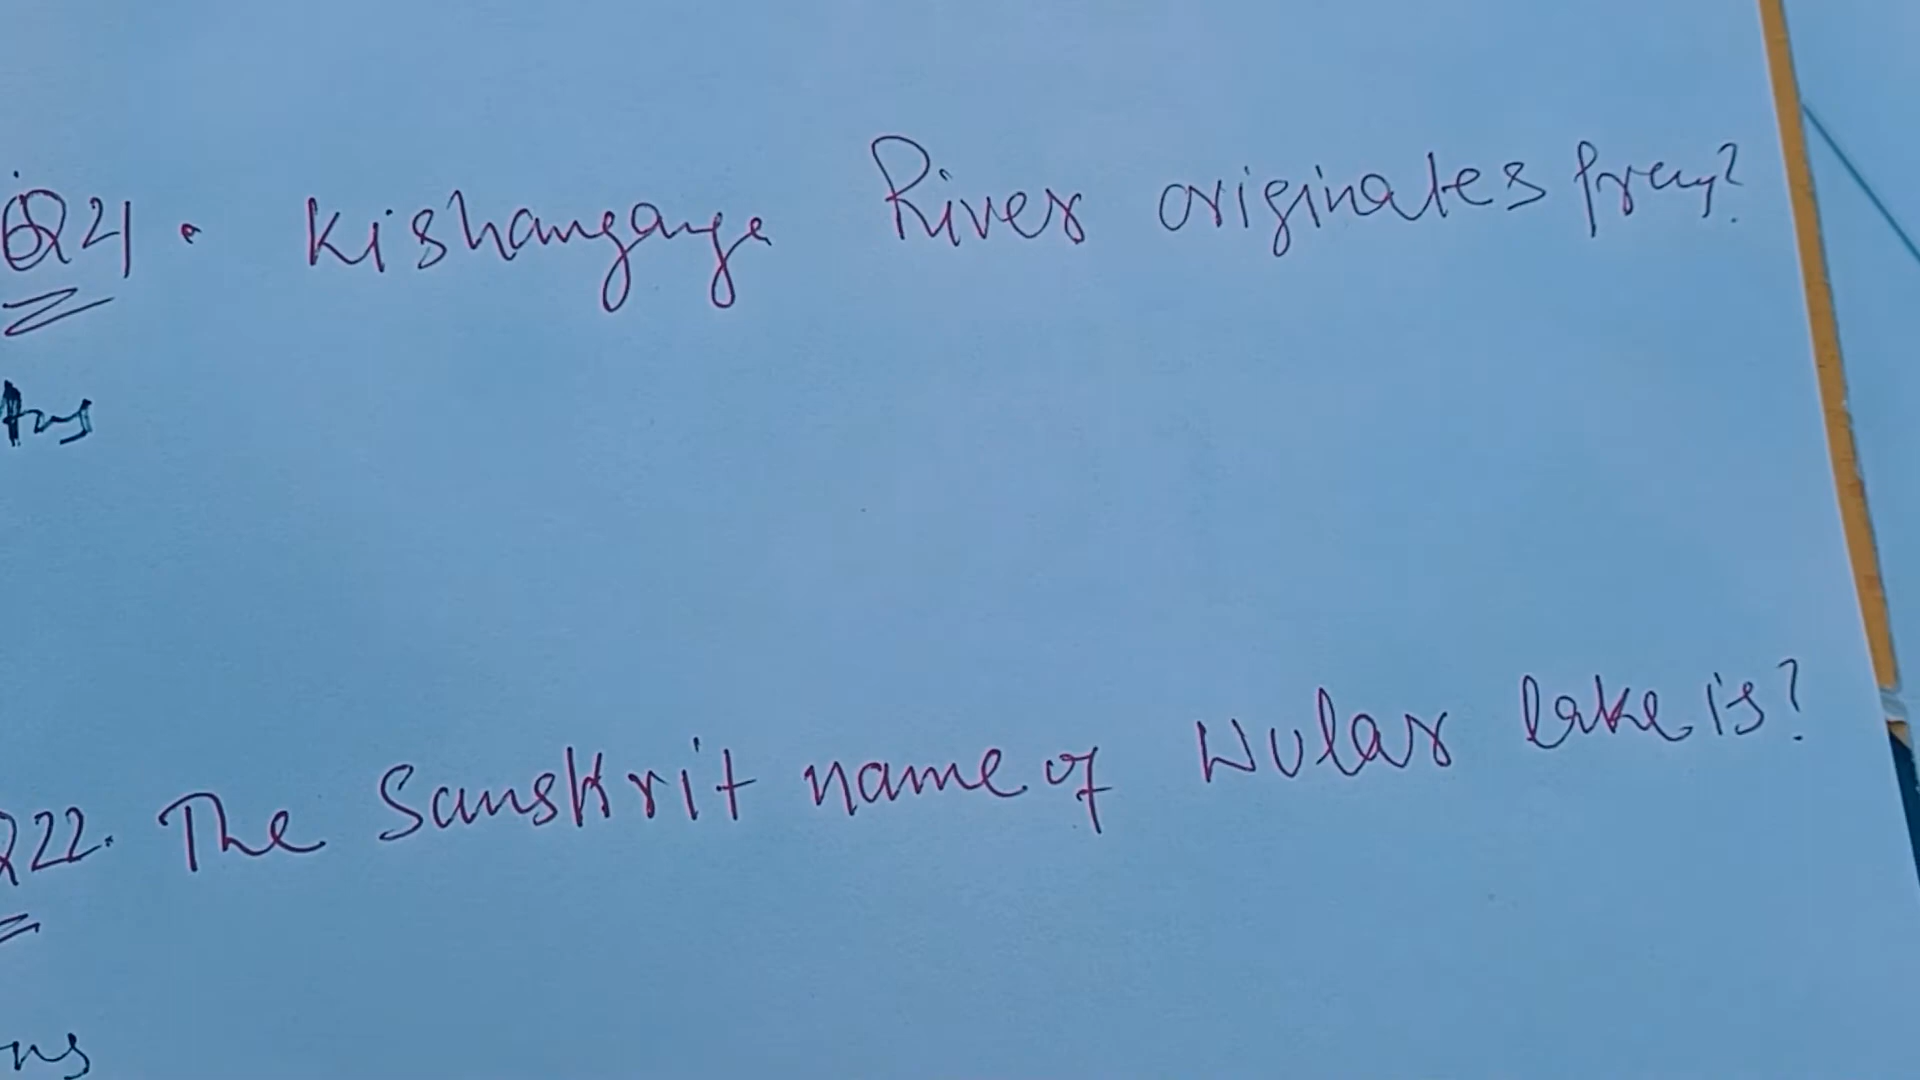 Q21. Kishanganga River originates from?
Ans
Q22. The Sanskrit name of Wular lake is?
Ans